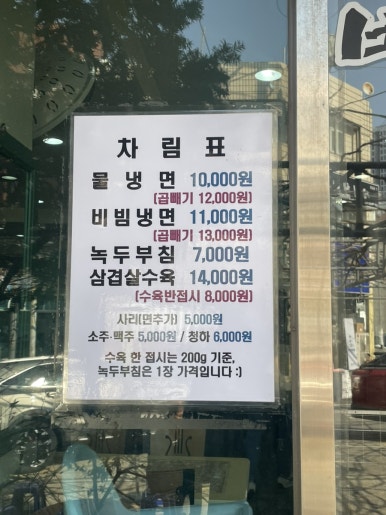 차림표
물냉면 10,000원
(곱빼기 12,000원)
비빔냉면 11,000원
(곱빼기 13,000원)
녹두부침 7,000원
삼겹살수육 14,000원
(수육반접시 8,000원)
사리(면추가) 5,000원
소주·맥주 5,000원 / 청하 6,000원
수육 한 접시는 200g 기준,
녹두부침은 1장 가격입니다 :)